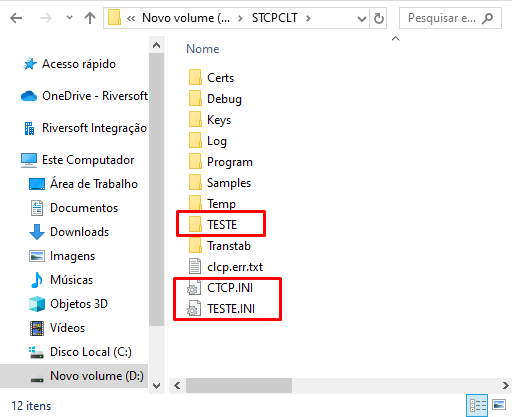 Novo volume (... STCPCLT
Pesquisar e...
Nome
Acesso rápido
OneDrive - Riversoft
Riversoft Integração
Este Computador
Área de Trabalho
Documentos
Downloads
Imagens
Músicas
Objetos 3D
Vídeos
Disco Local (C:)
Novo volume (D:)
Certs
Debug
Keys
Log
Program
Samples
Temp
TESTE
Transtab
clcp.err.txt
CTCP.INI
TESTE.INI
12 itens